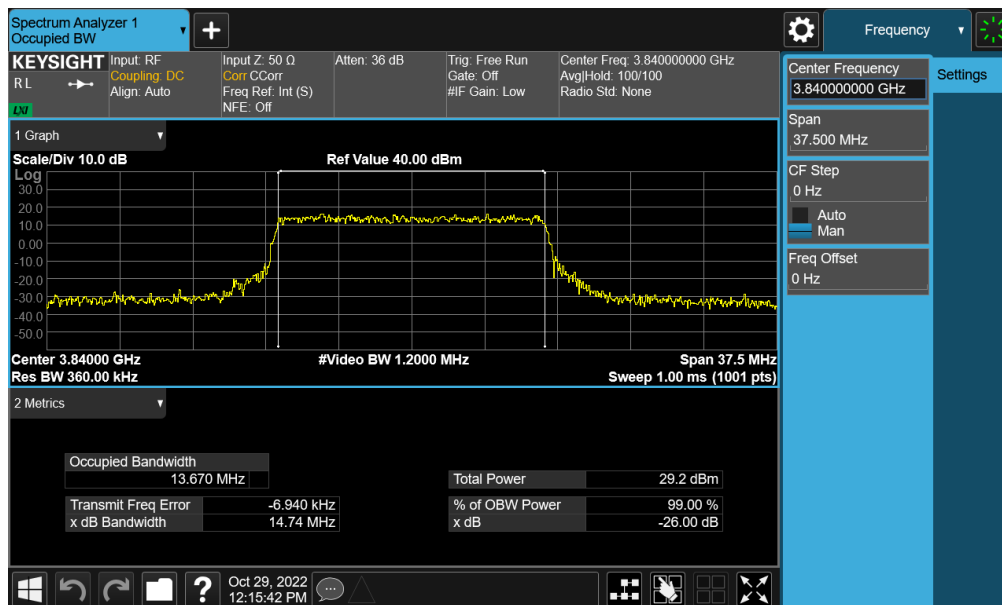 Spectrum Analyzer 1
Occupied BW
Frequency
KEYSIGHT
R L
LXI
Input: RF
Coupling: DC
Align: Auto
Input Z: 50 Ω
Corr CCorr
Freq Ref: Int (S)
NFE: Off
Atten: 36 dB
Trig: Free Run
Gate: Off
#IF Gain: Low
Center Freq: 3.840000000 GHz
Avg|Hold: 100/100
Radio Std: None
Center Frequency
3.840000000 GHz
Settings
Span
37.500 MHz
CF Step
0 Hz
Auto
Man
Freq Offset
0 Hz
1 Graph
Scale/Div 10.0 dB
Ref Value 40.00 dBm
Log
30.0
20.0
10.0
0.00
-10.0
-20.0
-30.0
-40.0
-50.0
Center 3.84000 GHz
#Video BW 1.2000 MHz
Span 37.5 MHz
Res BW 360.00 kHz
Sweep 1.00 ms (1001 pts)
2 Metrics
Occupied Bandwidth
13.670 MHz
Transmit Freq Error -6.940 kHz
x dB Bandwidth 14.74 MHz
Total Power 29.2 dBm
% of OBW Power 99.00 %
x dB -26.00 dB
?
Oct 29, 2022
12:15:42 PM